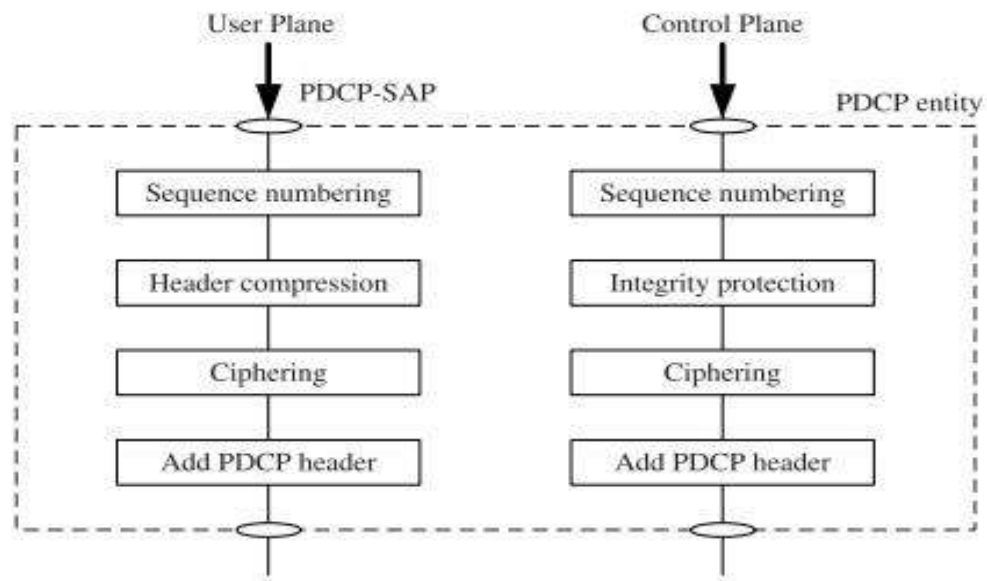 User Plane
Control Plane
PDCP-SAP
PDCP entity
Sequence numbering
Sequence numbering
Header compression
Integrity protection
Ciphering
Ciphering
Add PDCP header
Add PDCP header